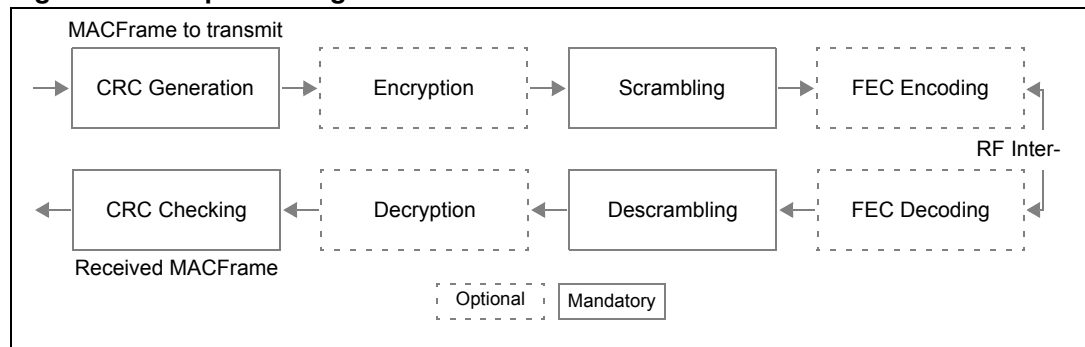 MACFrame to transmit
CRC Generation
Encryption
Scrambling
FEC Encoding
RF Inter-
CRC Checking
Decryption
Descrambling
FEC Decoding
Received MACFrame
Optional
Mandatory